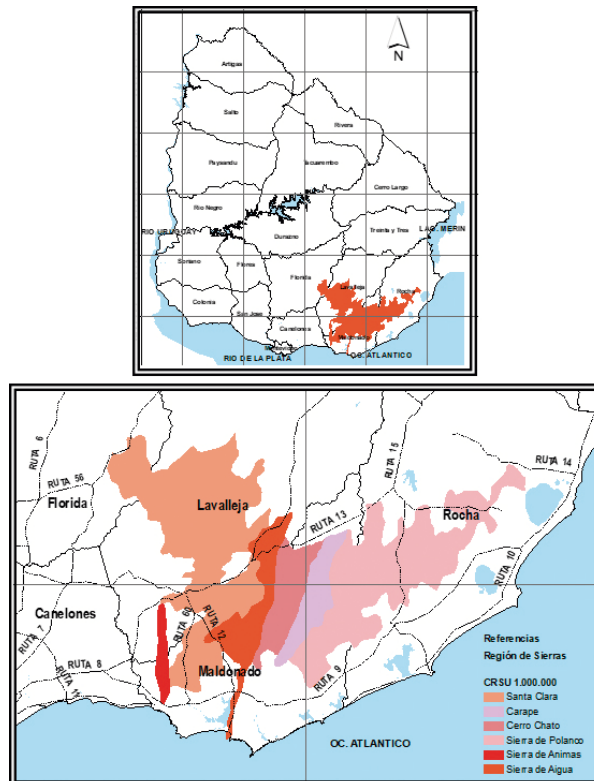 N
Artigas
Salto
Rivera
Paysandu
Tacuarembo
Cerro Largo
Rio Negro
RIO URUGUAY
Durazno
Treinta y Tres
LAG. MERIN
Soriano
Flores
Florida
Lavalleja
Rocha
Colonia
San Jose
Canelones
Maldonado
Montevideo
RIO DE LA PLATA
OC. ATLANTICO
RUTA 6
RUTA 15
RUTA 14
RUTA 56
Florida
Lavalleja
RUTA 13
Rocha
RUTA 10
Canelones
RUTA 60
RUTA 12
RUTA 7
RUTA 8
Maldonado
RUTA 9
RUTA 11
OC. ATLANTICO
Referencias
Región de Sierras
CRSU 1.000.000
Santa Clara
Carape
Cerro Chato
Sierra de Polanco
Sierra de Animas
Sierra de Aigua